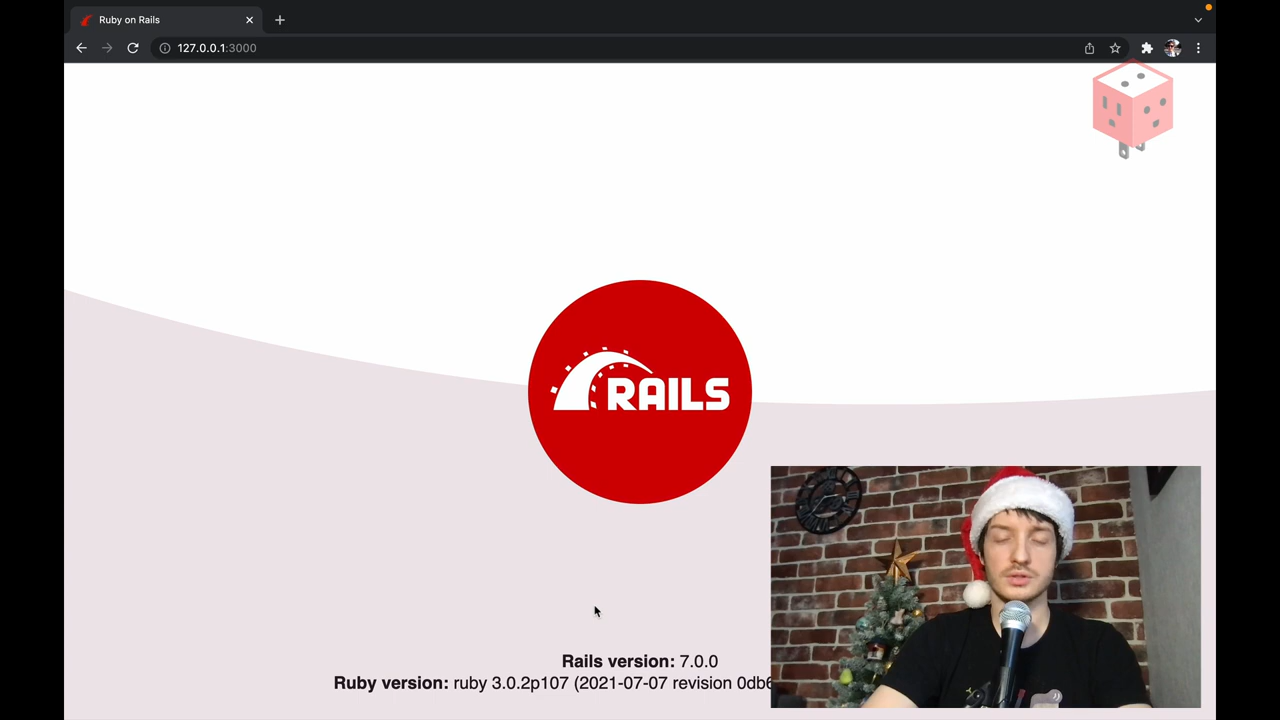 Ruby on Rails
127.0.0.1:3000
RAILS
Rails version: 7.0.0
Ruby version: ruby 3.0.2p107 (2021-07-07 revision 0db6